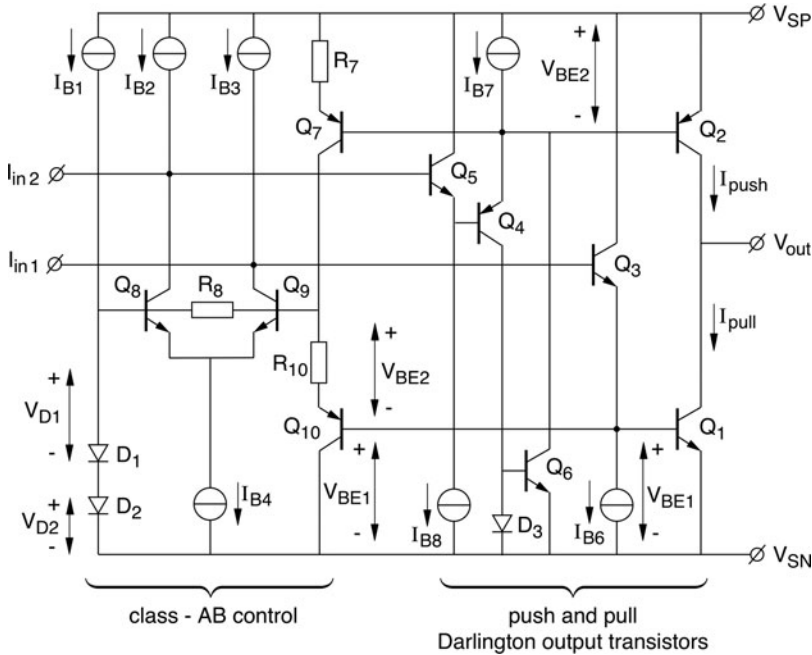 V_SP
I_B1
I_B2
I_B3
R_7
I_B7
+
V_BE2
-
Q_7
Q_2
I_in 2
Q_5
I_push
Q_4
V_out
I_in 1
Q_3
Q_8
R_8
Q_9
I_pull
+
R_10
V_BE2
-
+
V_D1
-
D_1
Q_10
Q_1
+
V_BE1
-
Q_6
+
V_BE1
-
+
V_D2
-
D_2
I_B4
I_B8
D_3
I_B6
V_SN
class - AB control
push and pull
Darlington output transistors